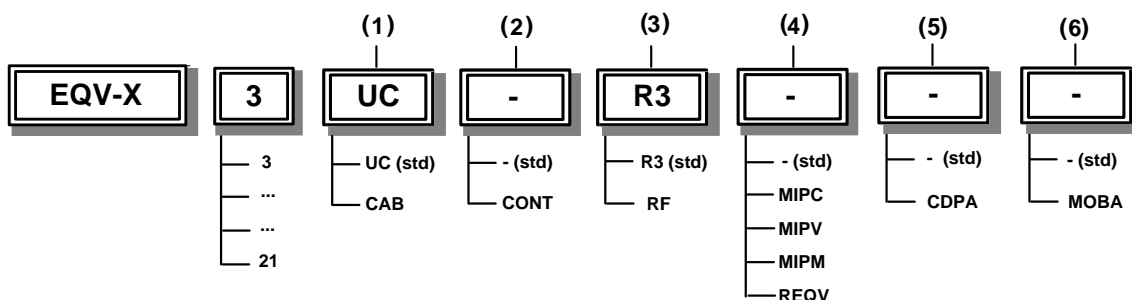 (1) (2) (3) (4) (5) (6)
EQV-X 3 UC - R3 - - -
3 UC (std) - (std) R3 (std) - (std) - (std) - (std)
... CAB CONT RF MIPC CDPA MOBA
... MIPV
21 MIPM
REQV